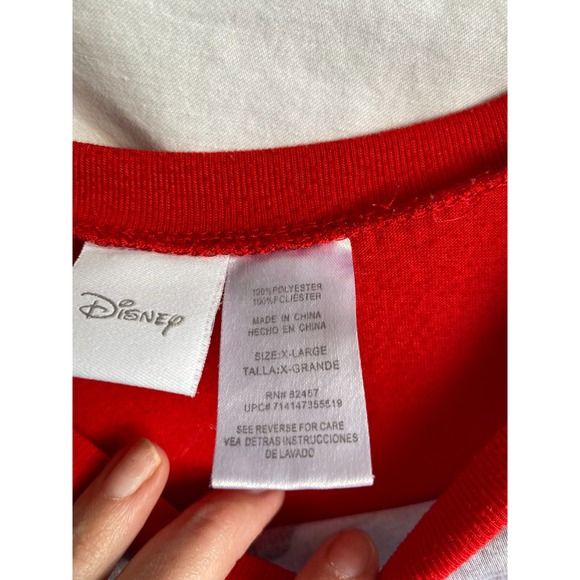 Disney
100% POLYESTER
100% POLIESTER
MADE IN CHINA
HECHO EN CHINA
SIZE:X-LARGE
TALLA:X-GRANDE
RN# 82457
UPC# 714147355519
SEE REVERSE FOR CARE
VEA DETRAS INSTRUCCIONES
DE LAVADO